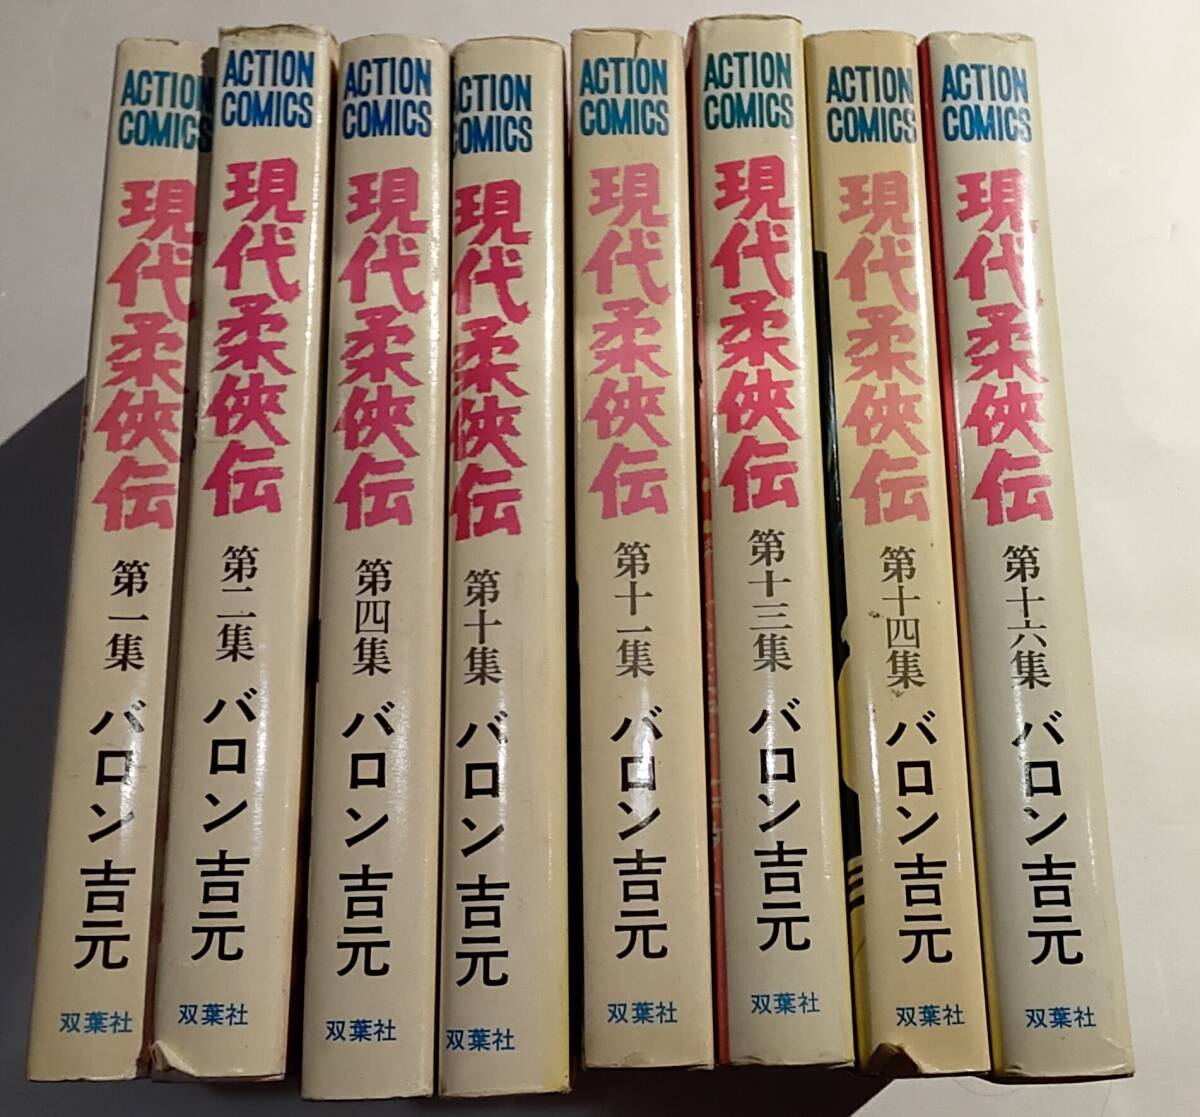 ACTION
COMICS
現代柔侠伝
第一集
バロン吉元
双葉社
ACTION
COMICS
現代柔侠伝
第二集
バロン吉元
双葉社
ACTION
COMICS
現代柔侠伝
第四集
バロン吉元
双葉社
ACTION
COMICS
現代柔侠伝
第十集
バロン吉元
双葉社
ACTION
COMICS
現代柔侠伝
第十一集
バロン吉元
双葉社
ACTION
COMICS
現代柔侠伝
第十三集
バロン吉元
双葉社
ACTION
COMICS
現代柔侠伝
第十四集
バロン吉元
双葉社
ACTION
COMICS
現代柔侠伝
第十六集
バロン吉元
双葉社